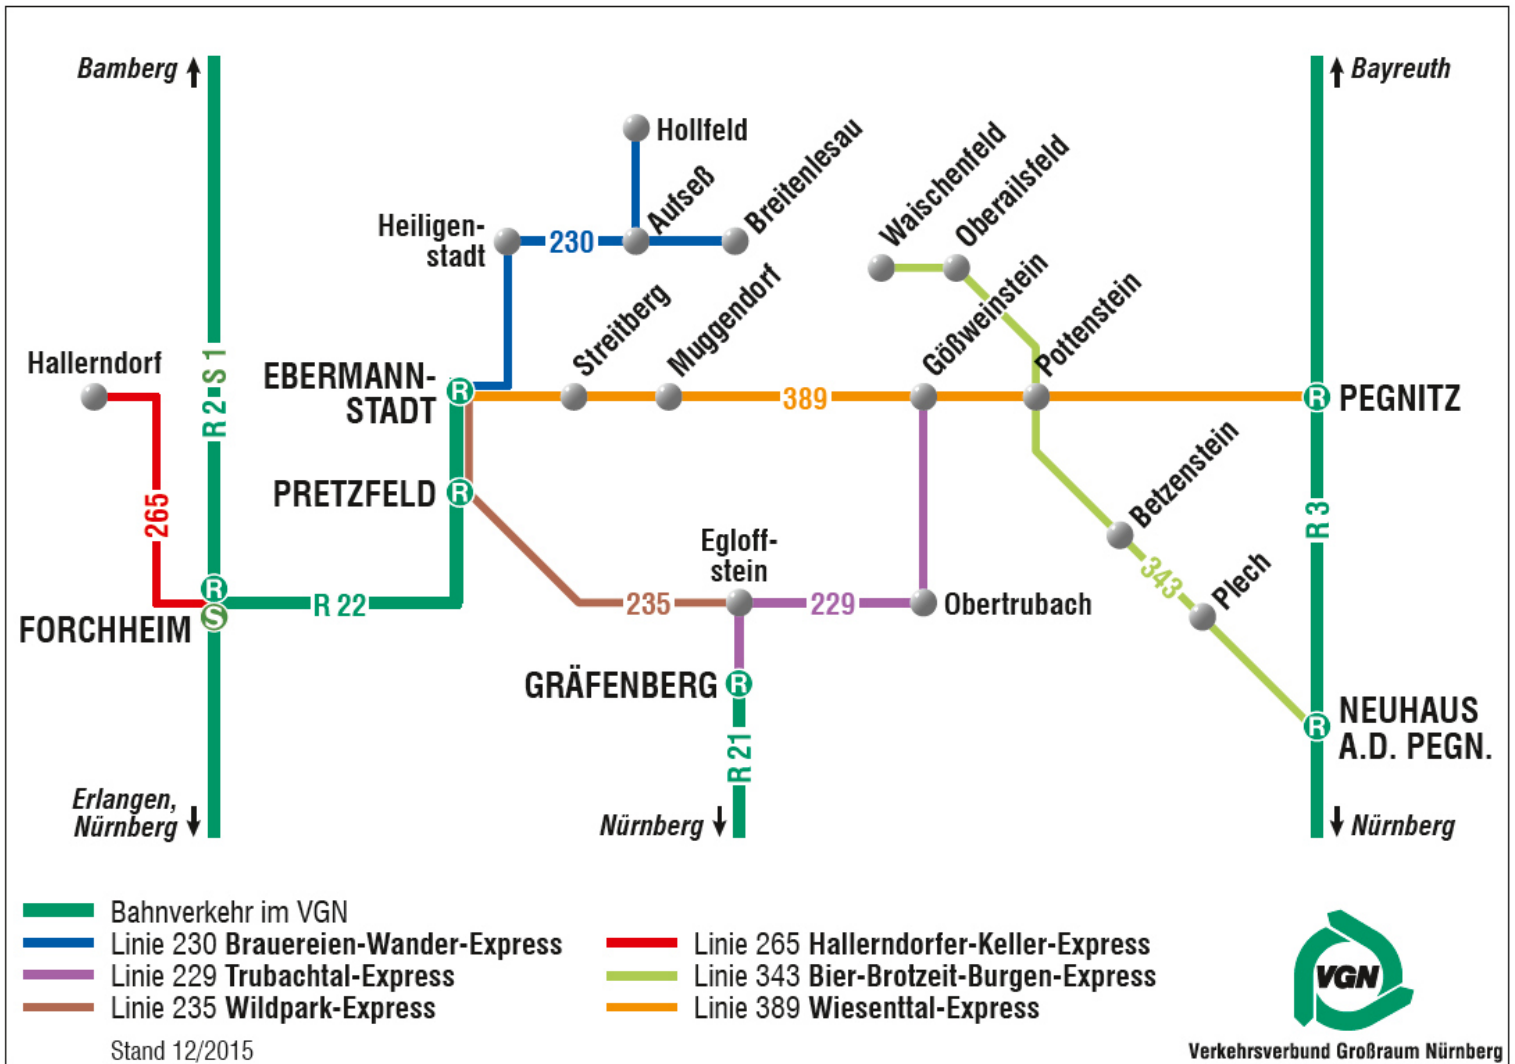 Bamberg
Bayreuth
Hollfeld
Aufseß
Breitenlesau
Waischenfeld
Oberailsfeld
Heiligen-
stadt
230
Streitberg
Muggendorf
Gößweinstein
Pottenstein
Hallerndorf
R 2 S 1
EBERMANN-
STADT
R
389
R
PEGNITZ
265
PRETZFELD
R
Betzenstein
R 3
Egloff-
stein
343
Plech
R
S
FORCHHEIM
R 22
235
229
Obertrubach
GRÄFENBERG
R
R 21
R
NEUHAUS
A.D. PEGN.
Erlangen,
Nürnberg
Nürnberg
Nürnberg
Bahnverkehr im VGN
Linie 230 Brauereien-Wander-Express
Linie 229 Trubachtal-Express
Linie 235 Wildpark-Express
Stand 12/2015
Linie 265 Hallerndorfer-Keller-Express
Linie 343 Bier-Brotzeit-Burgen-Express
Linie 389 Wiesenttal-Express
VGN
Verkehrsverbund Großraum Nürnberg